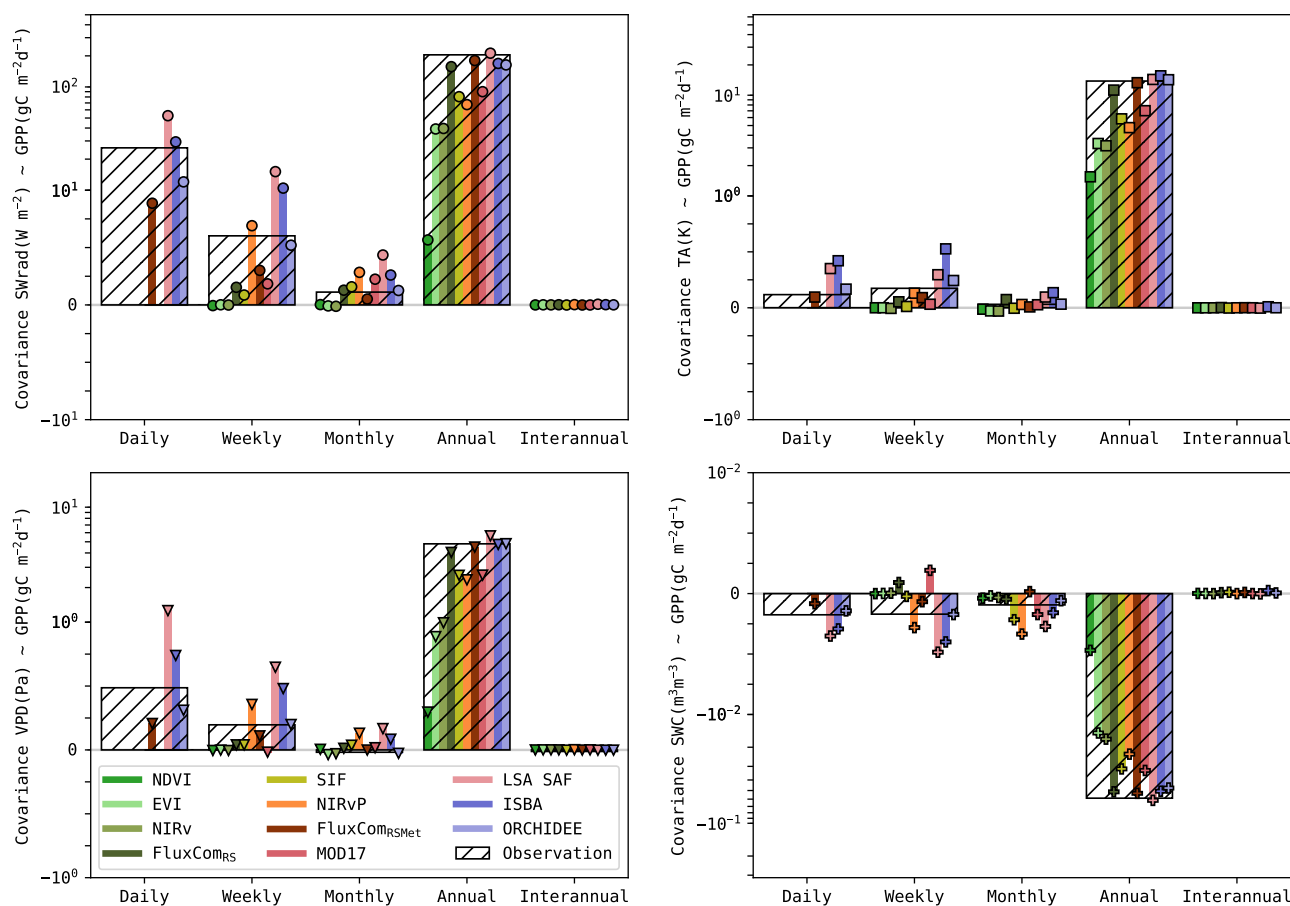 Covariance SWrad(W m⁻²) ~ GPP(gC m⁻²d⁻¹)
10²
10¹
0
−10¹
Daily Weekly Monthly Annual Interannual
Covariance TA(K) ~ GPP(gC m⁻²d⁻¹)
10¹
10⁰
0
−10⁰
Daily Weekly Monthly Annual Interannual
Covariance VPD(Pa) ~ GPP(gC m⁻²d⁻¹)
10¹
10⁰
0
−10⁰
NDVI SIF LSA SAF
EVI NIRvP ISBA
NIRv FluxCom_RSMet ORCHIDEE
FluxCom_RS MOD17 Observation
Daily Weekly Monthly Annual Interannual
Covariance SWC(m³m⁻³) ~ GPP(gC m⁻²d⁻¹)
10⁻²
0
−10⁻²
−10⁻¹
Daily Weekly Monthly Annual Interannual